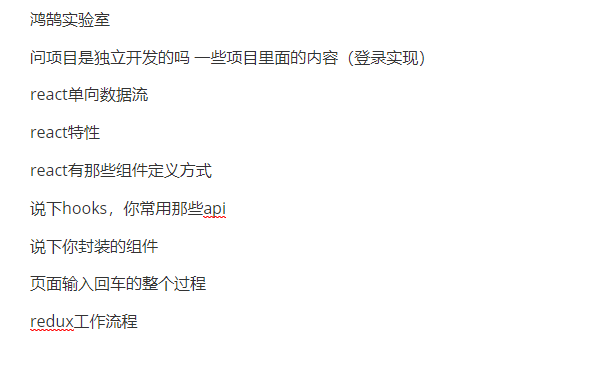 鸿鹄实验室
问项目是独立开发的吗 一些项目里面的内容（登录实现）
react单向数据流
react特性
react有那些组件定义方式
说下hooks，你常用那些api
说下你封装的组件
页面输入回车的整个过程
redux工作流程